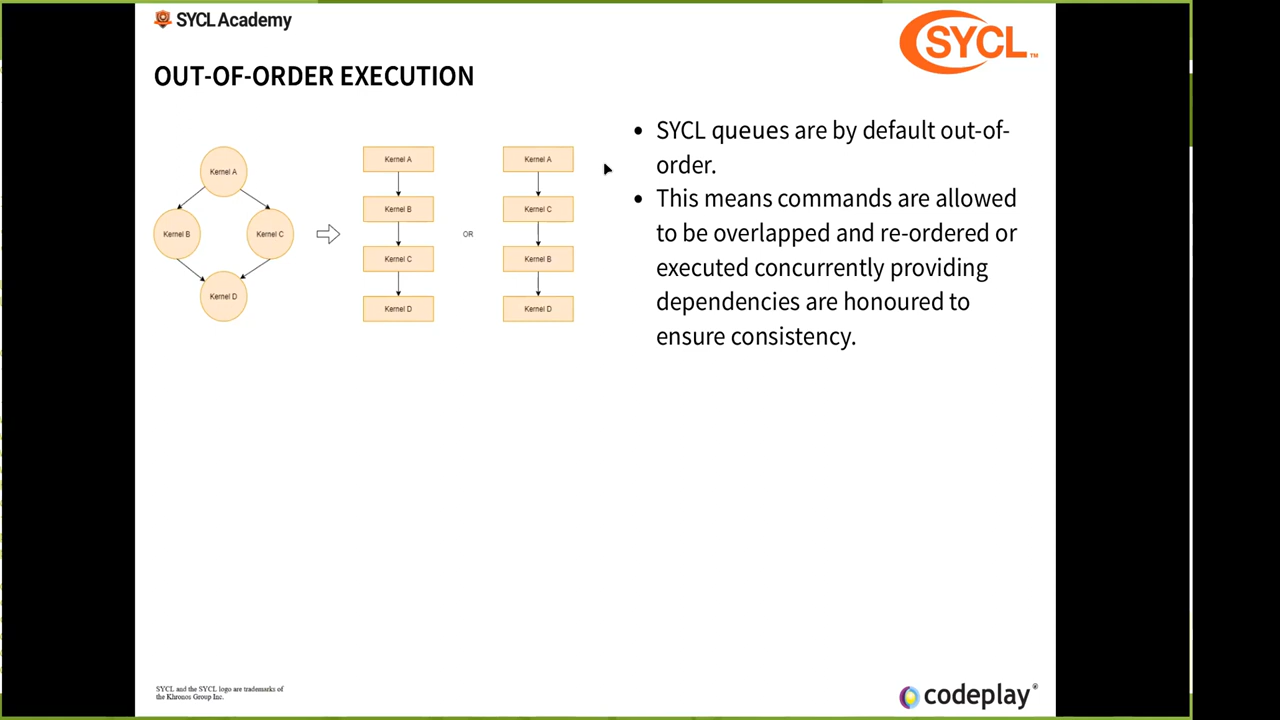 SYCL Academy
SYCL™
OUT-OF-ORDER EXECUTION
Kernel A
Kernel B
Kernel C
Kernel D
Kernel A
Kernel B
Kernel C
Kernel D
OR
Kernel A
Kernel C
Kernel B
Kernel D
• SYCL queues are by default out-of-
order.
• This means commands are allowed
to be overlapped and re-ordered or
executed concurrently providing
dependencies are honoured to
ensure consistency.
SYCL and the SYCL logo are trademarks of
the Khronos Group Inc.
codeplay®